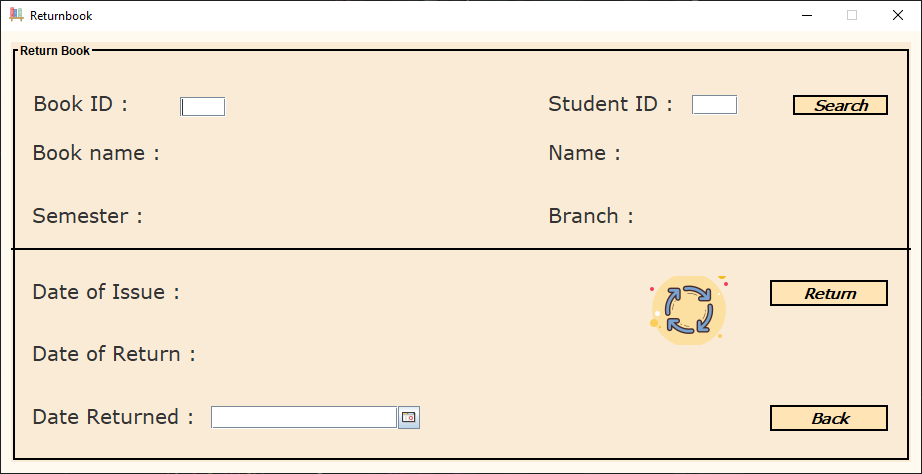 Returnbook
Return Book
Book ID : Student ID : Search
Book name : Name :
Semester : Branch :
Date of Issue : Return
Date of Return :
Date Returned : Back